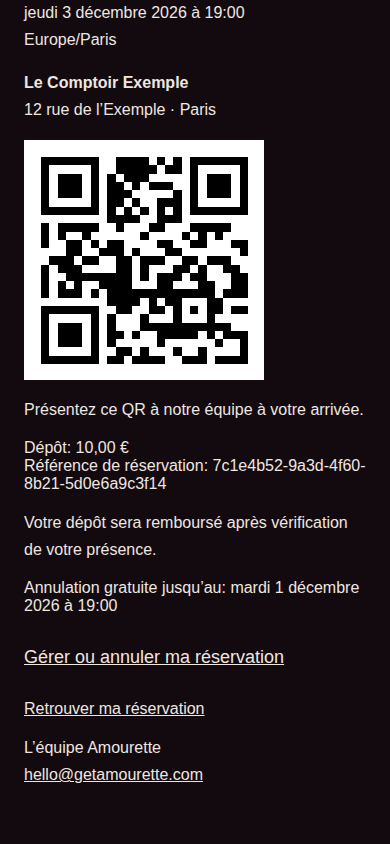 jeudi 3 décembre 2026 à 19:00
Europe/Paris
Le Comptoir Exemple
12 rue de l’Exemple · Paris
Présentez ce QR à notre équipe à votre arrivée.
Dépôt: 10,00 €
Référence de réservation: 7c1e4b52-9a3d-4f60-
8b21-5d0e6a9c3f14
Votre dépôt sera remboursé après vérification
de votre présence.
Annulation gratuite jusqu’au: mardi 1 décembre
2026 à 19:00
Gérer ou annuler ma réservation
Retrouver ma réservation
L’équipe Amourette
hello@getamourette.com